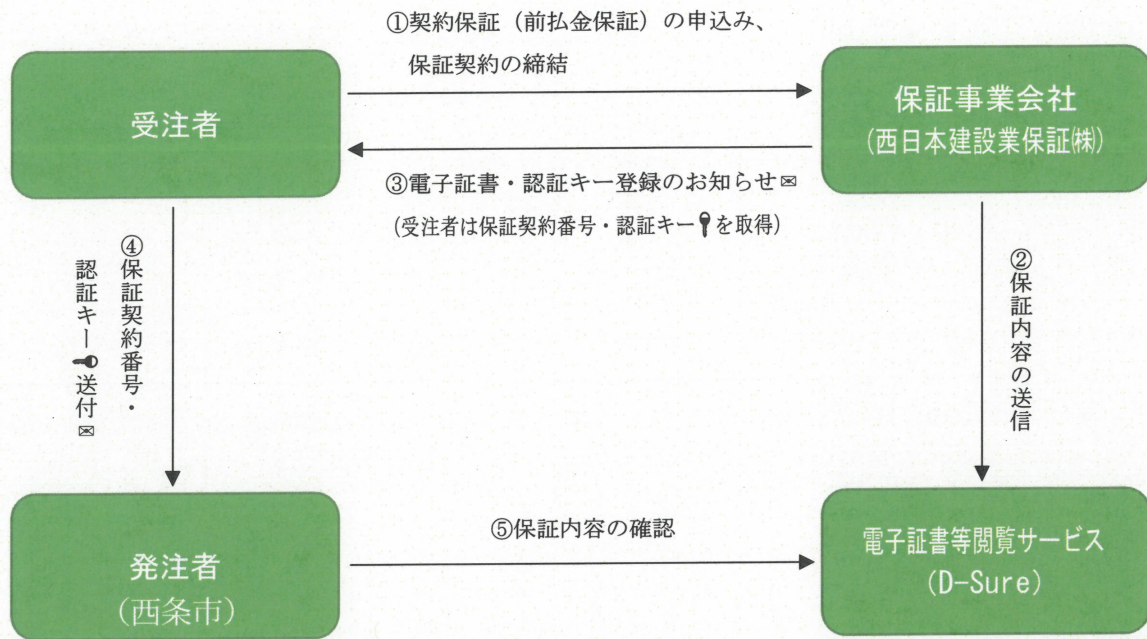 ①契約保証（前払金保証）の申込み、
保証契約の締結
受注者
保証事業会社
（西日本建設業保証㈱）
③電子証書・認証キー登録のお知らせ✉
（受注者は保証契約番号・認証キーを取得）
④保証契約番号・
認証キー送付✉
②保証内容の送信
発注者
（西条市）
⑤保証内容の確認
電子証書等閲覧サービス
（D-Sure）